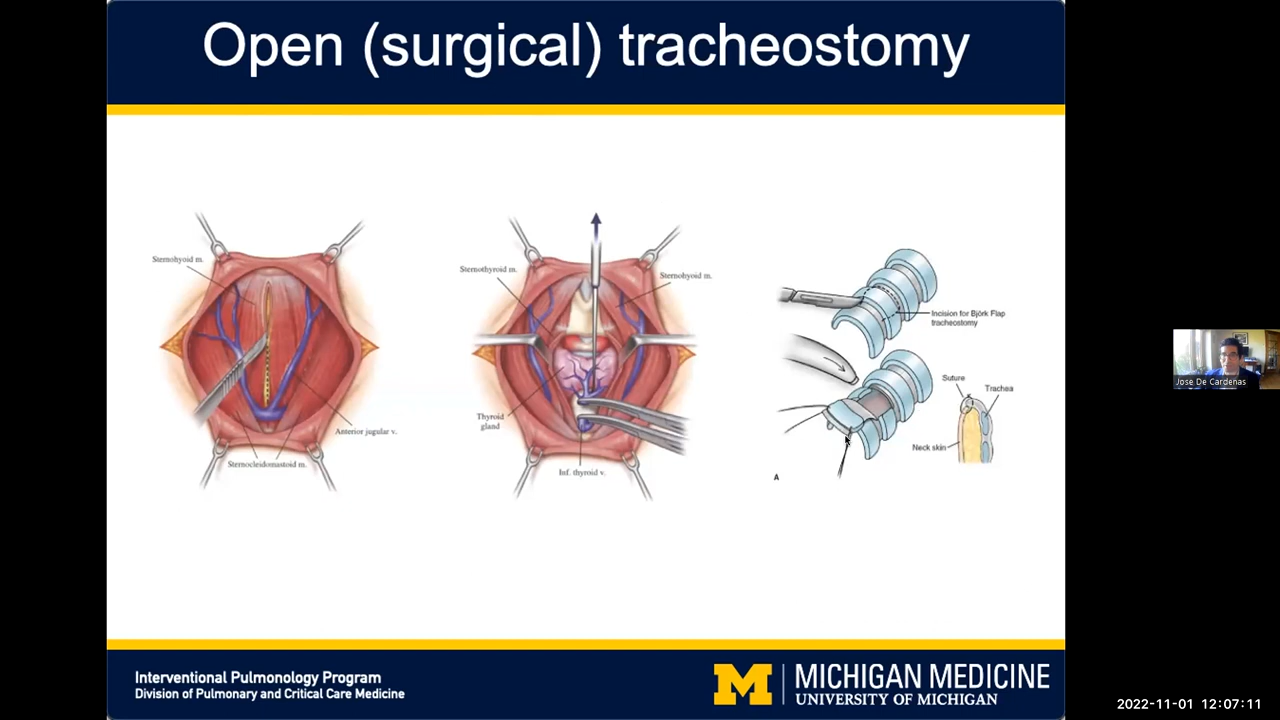 Open (surgical) tracheostomy
Sternohyoid m.
Anterior jugular v.
Sternocleidomastoid m.
Sternothyroid m.
Sternohyoid m.
Thyroid
gland
Inf. thyroid v.
Incision for Björk Flap
tracheostomy
Suture
Trachea
Neck skin
A
Jose De Cardenas
Interventional Pulmonology Program
Division of Pulmonary and Critical Care Medicine
M
MICHIGAN MEDICINE
UNIVERSITY OF MICHIGAN
2022-11-01 12:07:11